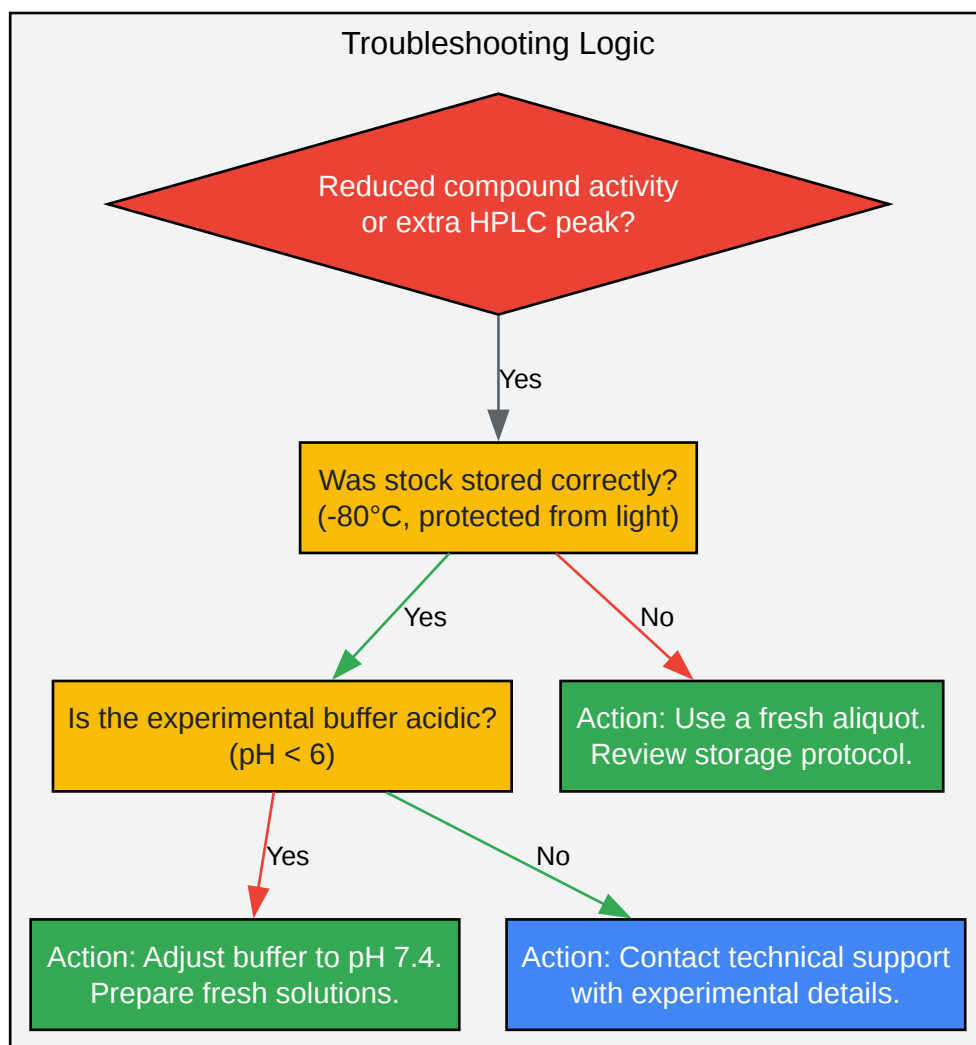 Troubleshooting Logic
Reduced compound activity
or extra HPLC peak?
Yes
Was stock stored correctly?
(-80°C, protected from light)
Yes
No
Is the experimental buffer acidic?
(pH < 6)
Action: Use a fresh aliquot.
Review storage protocol.
Yes
No
Action: Adjust buffer to pH 7.4.
Prepare fresh solutions.
Action: Contact technical support
with experimental details.